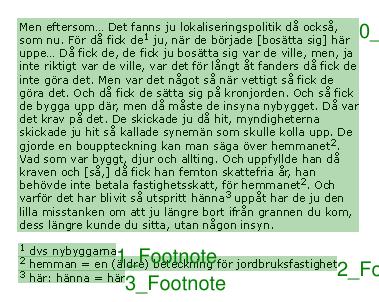 Men eftersom... Det fanns ju lokaliseringspolitik då också,
som nu. För då fick de¹ ju, när de började [bosätta sig] här
uppe... Då fick de, de fick ju bosätta sig var de ville, men, ja
inte riktigt var de ville, var det för långt åt fanders då fick de
inte göra det. Men var det något så när vettigt så fick de
göra det. Och då fick de sätta sig på kronjorden. Och så fick
de bygga upp där, men då måste de insyna nybygget. Då var
det krav på det. De skickade ju då hit, myndigheterna
skickade ju hit så kallade synemän som skulle kolla upp. De
gjorde en bouppteckning kan man säga över hemmanet².
Vad som var byggt, djur och allting. Och uppfyllde han då
kraven och [så,] då fick han femton skattefria år, han
behövde inte betala fastighetsskatt, för hemmanet². Och
varför det har blivit så utspritt hänna³ uppåt har de ju den
lilla misstanken om att ju längre bort ifrån grannen du kom,
dess längre kunde du sitta, utan någon insyn.
¹ dvs nybyggarna
² hemman = en (äldre) beteckning för jordbruksfastighet
³ här: hänna = här
0_
1_Footnote
2_Fo
3_Footnote